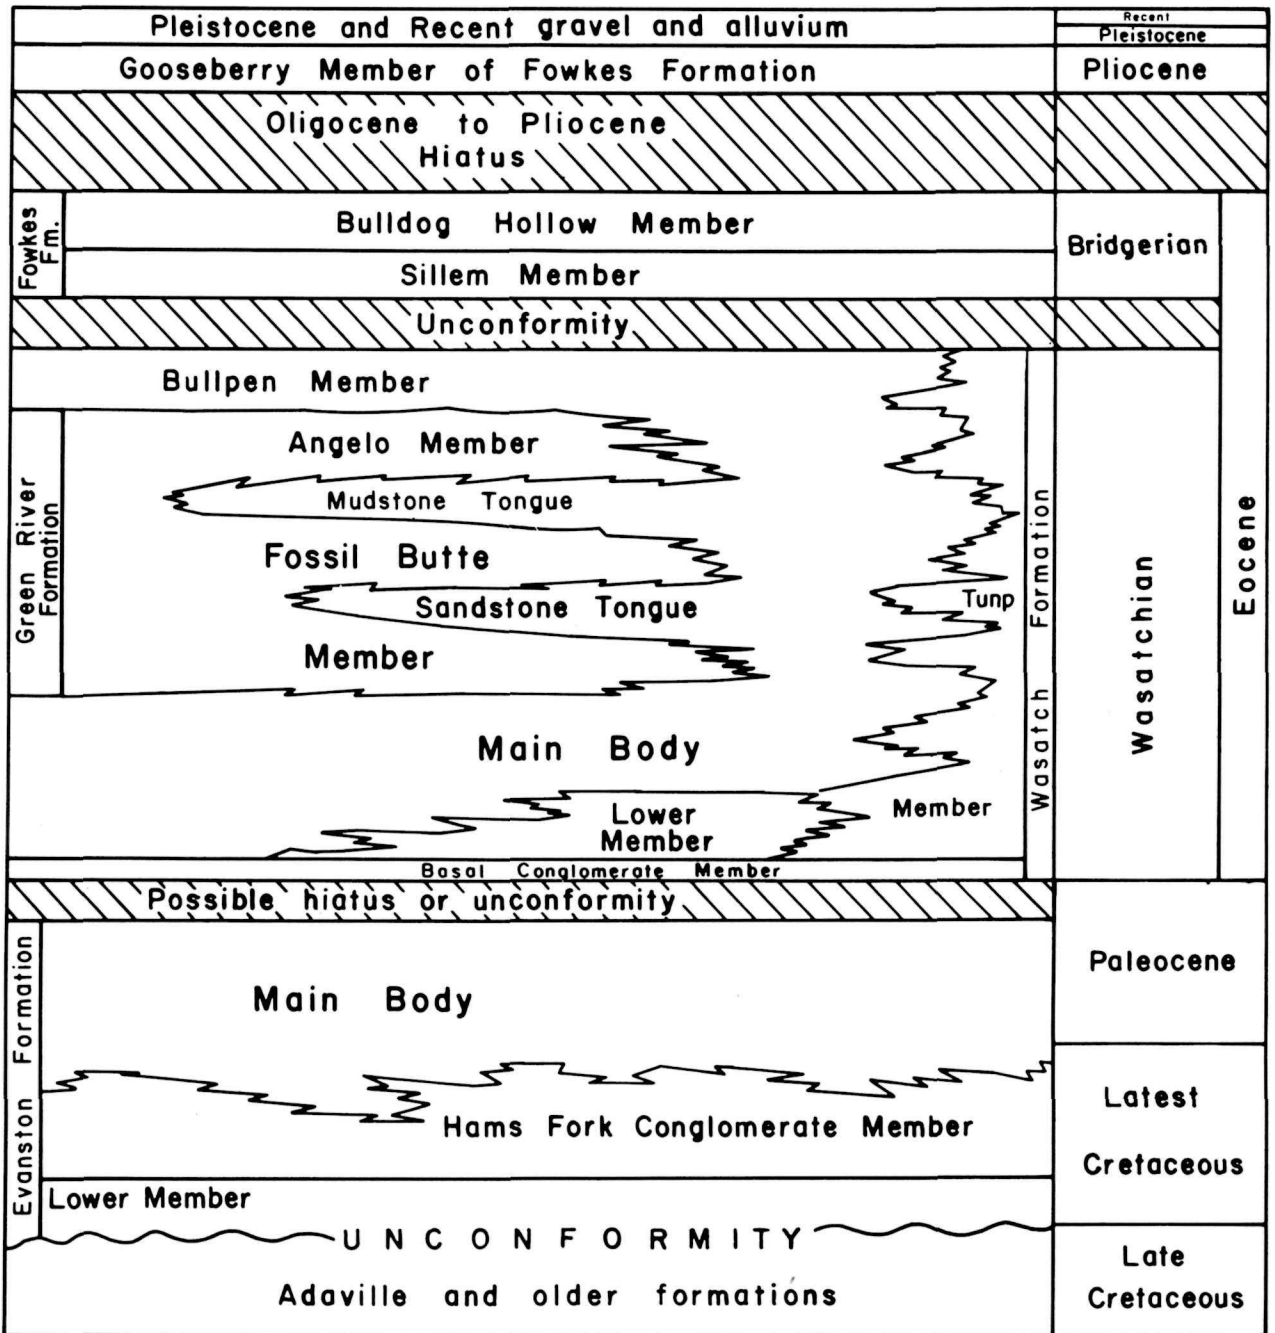 Pleistocene and Recent gravel and alluvium
Recent
Pleistocene
Gooseberry Member of Fowkes Formation
Pliocene
Oligocene to Pliocene
Hiatus
Fowkes
Fm.
Bulldog Hollow Member
Sillem Member
Bridgerian
Unconformity
Eocene
Bullpen Member
Green River
Formation
Angelo Member
Mudstone Tongue
Fossil Butte
Sandstone Tongue
Member
Tunp
Member
Wasatch Formation
Wasatchian
Main Body
Lower
Member
Basal Conglomerate Member
Possible hiatus or unconformity
Evanston Formation
Main Body
Paleocene
Hams Fork Conglomerate Member
Latest
Cretaceous
Lower Member
UNCONFORMITY
Adaville and older formations
Late
Cretaceous